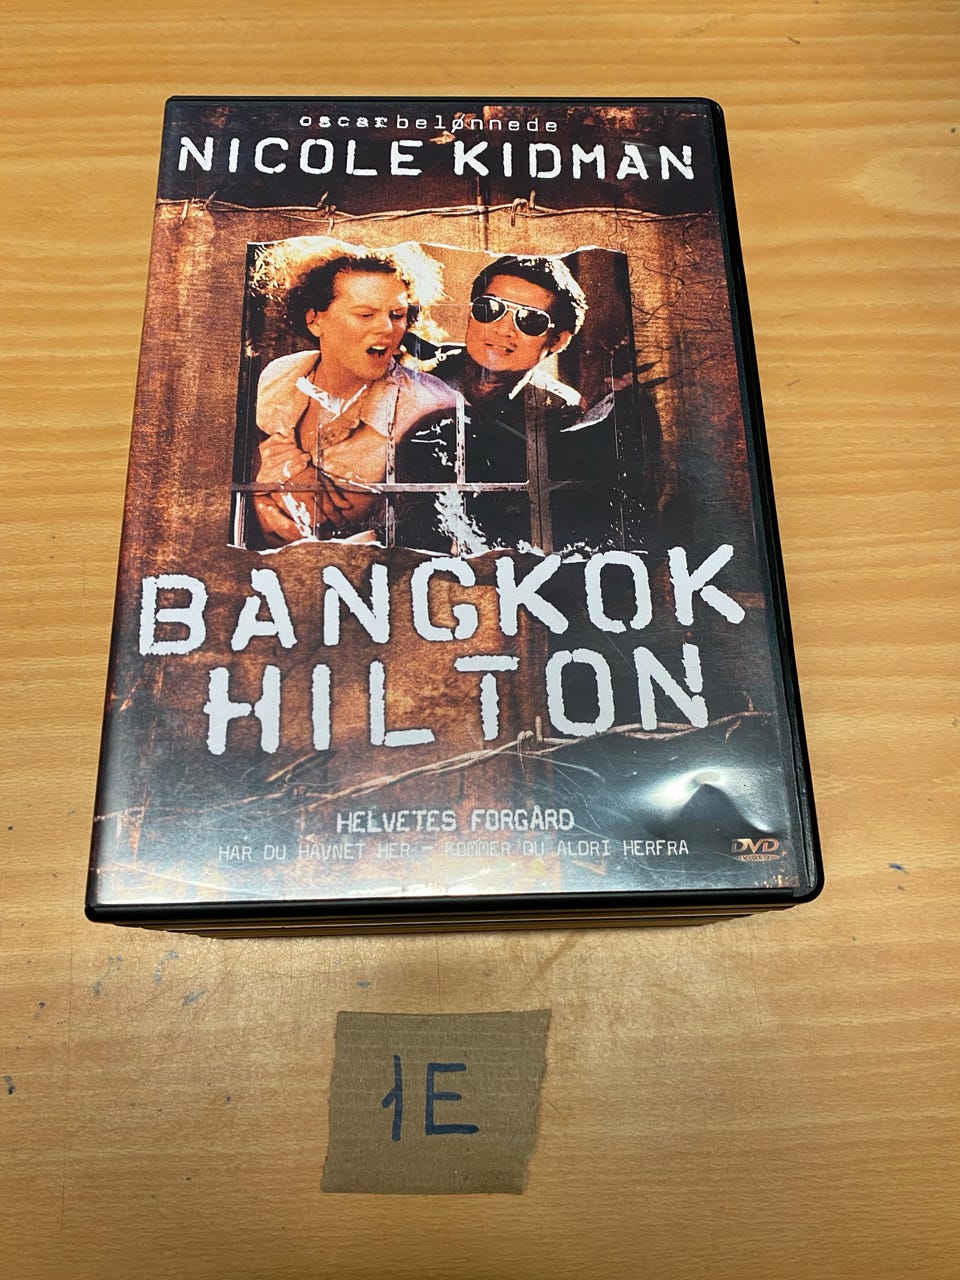 oscarbelønnede
NICOLE KIDMAN
BANGKOK
HILTON
HELVETES FORGÅRD
HAR DU HAVNET HER - KOMMER DU ALDRI HERFRA
DVD
VIDEO
1E